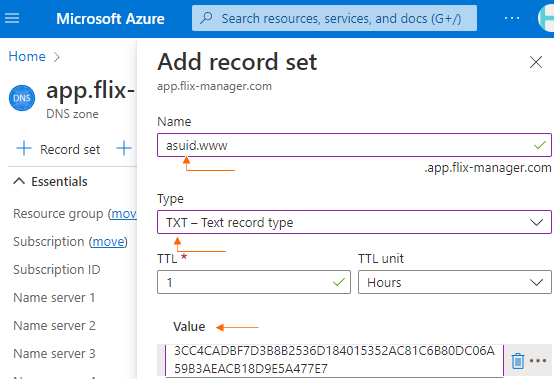 Microsoft Azure
Search resources, services, and docs (G+/)
Home
app.flix-
DNS
DNS zone
Record set
Essentials
Resource group (move)
Subscription (move)
Subscription ID
Name server 1
Name server 2
Name server 3
Add record set
app.flix-manager.com
Name
asuid.www
.app.flix-manager.com
Type
TXT – Text record type
TTL *
TTL unit
1
Hours
Value
3CC4CADBF7D3B8B2536D184015352AC81C6B80DC06A
59B3AEACB18D9E5A477E7